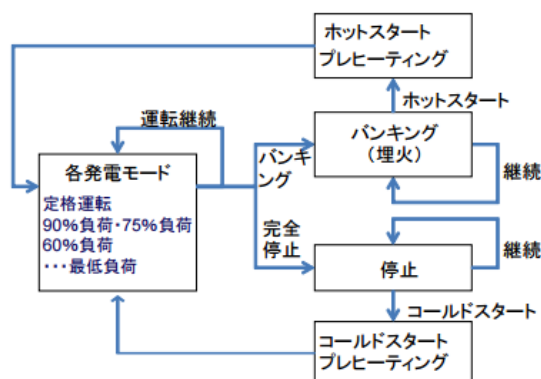 ホットスタート
プレヒーティング
ホットスタート
運転継続
バンキング
（埋火）
バンキ
ング
継続
各発電モード
定格運転
90%負荷・75%負荷
60%負荷
・・・最低負荷
完全
停止
停止
継続
コールドスタート
コールドスタート
プレヒーティング